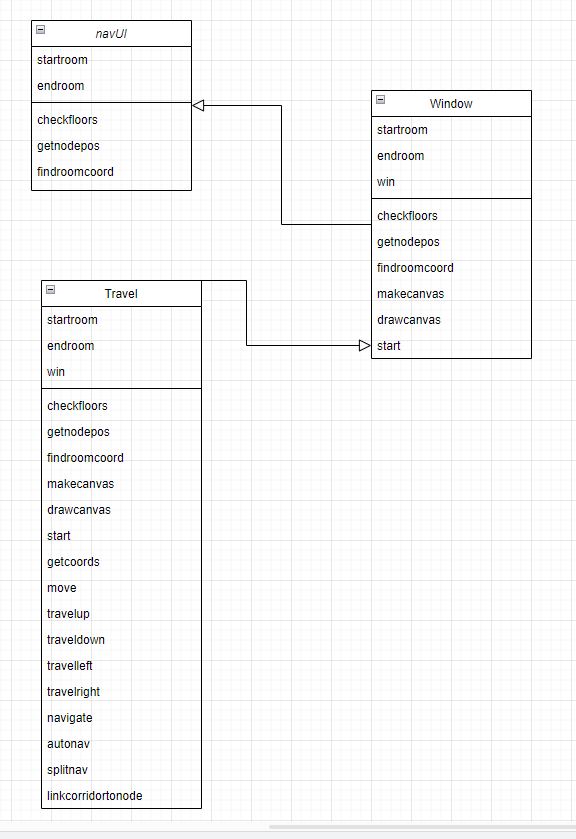 navUI
startroom
endroom
checkfloors
getnodepos
findroomcoord
Window
startroom
endroom
win
checkfloors
getnodepos
findroomcoord
makecanvas
drawcanvas
start
Travel
startroom
endroom
win
checkfloors
getnodepos
findroomcoord
makecanvas
drawcanvas
start
getcoords
move
travelup
traveldown
travelleft
travelright
navigate
autonav
splitnav
linkcorridortonode